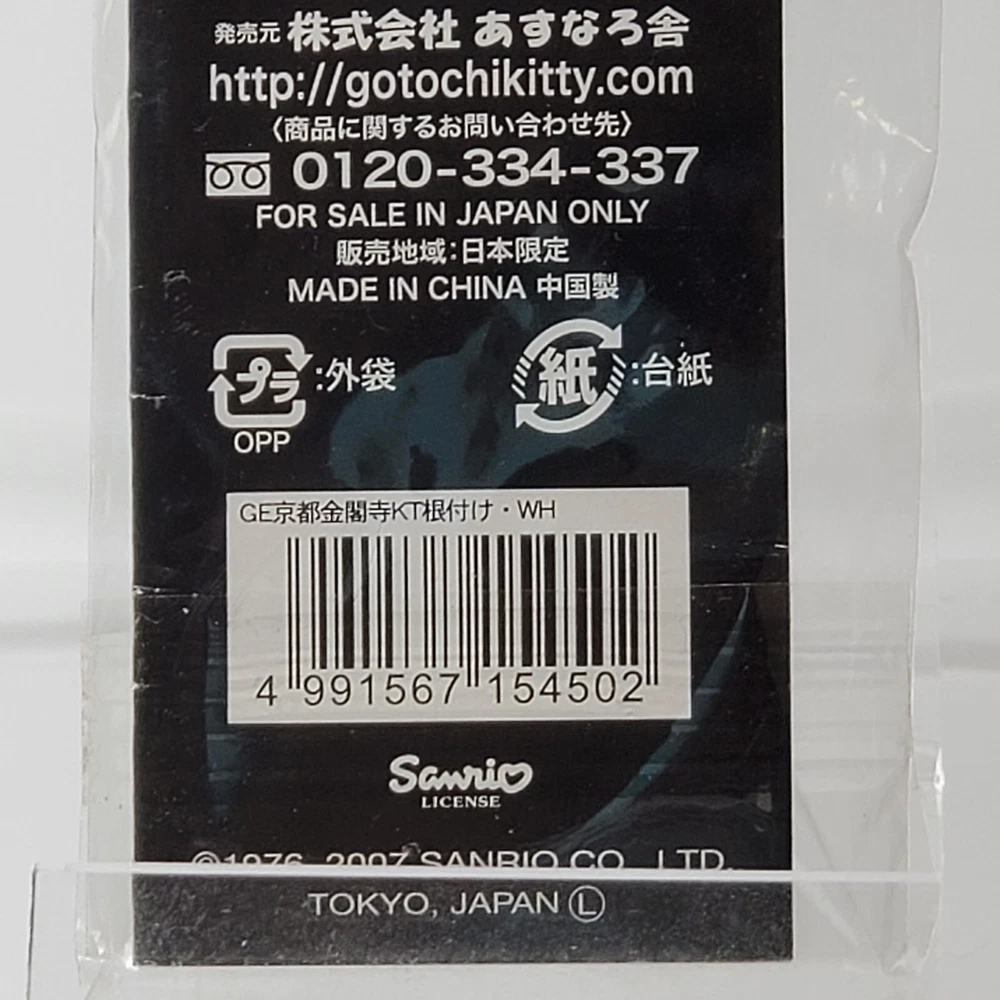 発売元 株式会社 あすなろ舎
http://gotochikitty.com
〈商品に関するお問い合わせ先〉
0120-334-337
FOR SALE IN JAPAN ONLY
販売地域:日本限定
MADE IN CHINA 中国製
プラ :外袋
OPP
紙 :台紙
GE京都金閣寺KT根付け・WH
4 991567 154502
Sanrio
LICENSE
©1976, 2007 SANRIO CO., LTD.
TOKYO, JAPAN Ⓛ